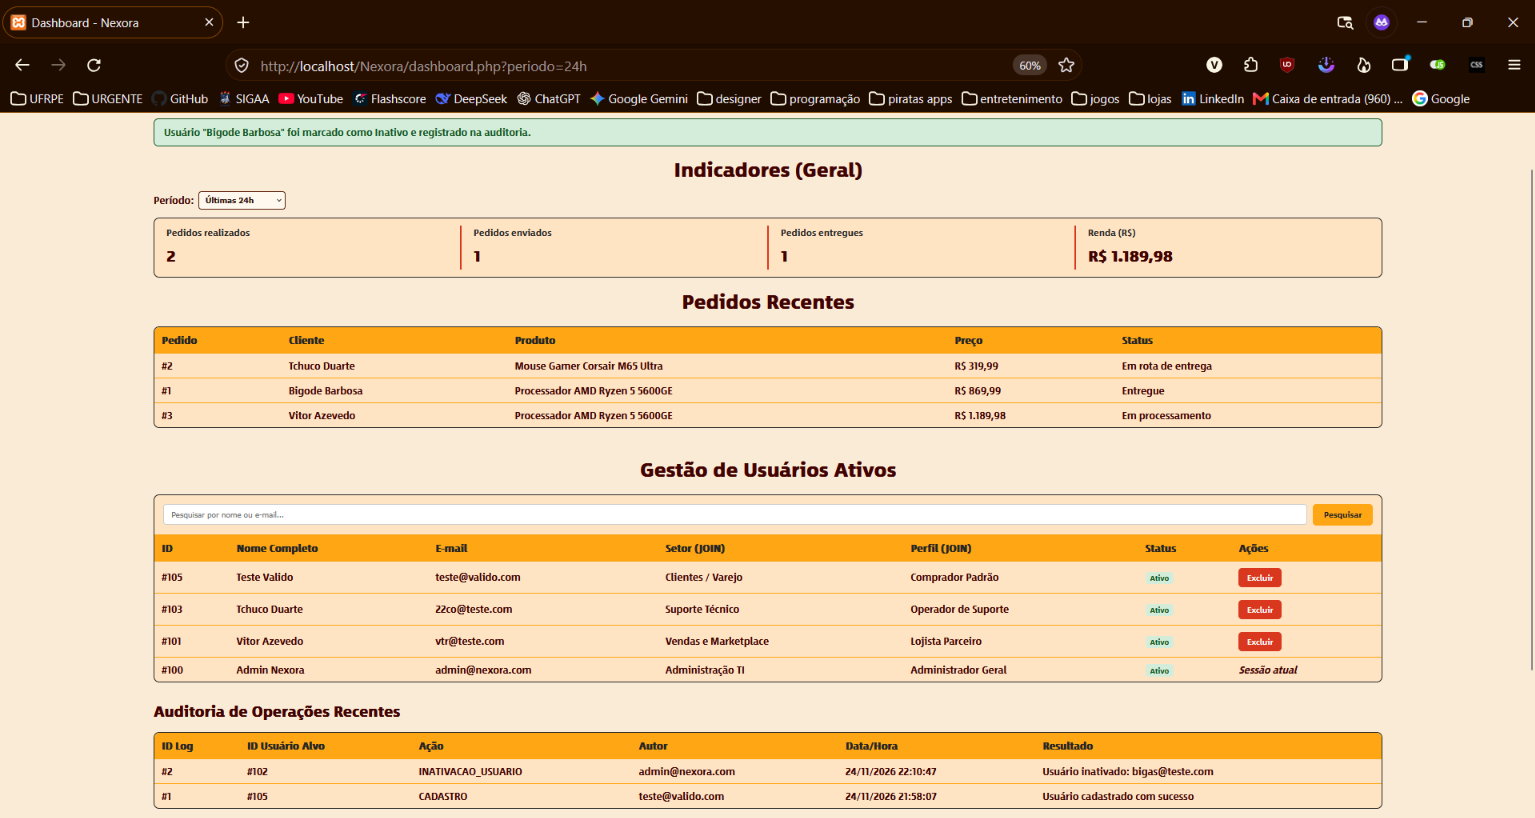 Dashboard - Nexora
http://localhost/Nexora/dashboard.php?periodo=24h
60%
UFRPE URGENTE GitHub SIGAA YouTube Flashscore DeepSeek ChatGPT Google Gemini designer programação piratas apps entretenimento jogos lojas LinkedIn Caixa de entrada (960) ... Google
Usuário "Bigode Barbosa" foi marcado como Inativo e registrado na auditoria.
Indicadores (Geral)
Período: Últimas 24h
Pedidos realizados Pedidos enviados Pedidos entregues Renda (R$)
2 1 1 R$ 1.189,98
Pedidos Recentes
Pedido Cliente Produto Preço Status
#2 Tchuco Duarte Mouse Gamer Corsair M65 Ultra R$ 319,99 Em rota de entrega
#1 Bigode Barbosa Processador AMD Ryzen 5 5600GE R$ 869,99 Entregue
#3 Vitor Azevedo Processador AMD Ryzen 5 5600GE R$ 1.189,98 Em processamento
Gestão de Usuários Ativos
Pesquisar por nome ou e-mail... Pesquisar
ID Nome Completo E-mail Setor (JOIN) Perfil (JOIN) Status Ações
#105 Teste Valido teste@valido.com Clientes / Varejo Comprador Padrão Ativo Excluir
#103 Tchuco Duarte 22co@teste.com Suporte Técnico Operador de Suporte Ativo Excluir
#101 Vitor Azevedo vtr@teste.com Vendas e Marketplace Lojista Parceiro Ativo Excluir
#100 Admin Nexora admin@nexora.com Administração TI Administrador Geral Ativo Sessão atual
Auditoria de Operações Recentes
ID Log ID Usuário Alvo Ação Autor Data/Hora Resultado
#2 #102 INATIVACAO_USUARIO admin@nexora.com 24/11/2026 22:10:47 Usuário inativado: bigas@teste.com
#1 #105 CADASTRO teste@valido.com 24/11/2026 21:58:07 Usuário cadastrado com sucesso